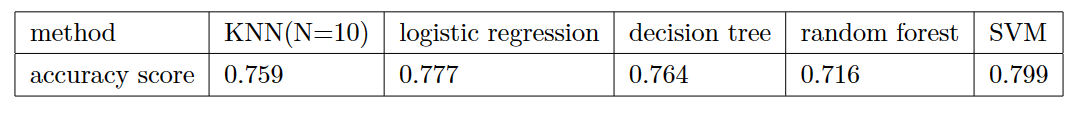 method KNN(N=10) logistic regression decision tree random forest SVM
accuracy score 0.759 0.777 0.764 0.716 0.799